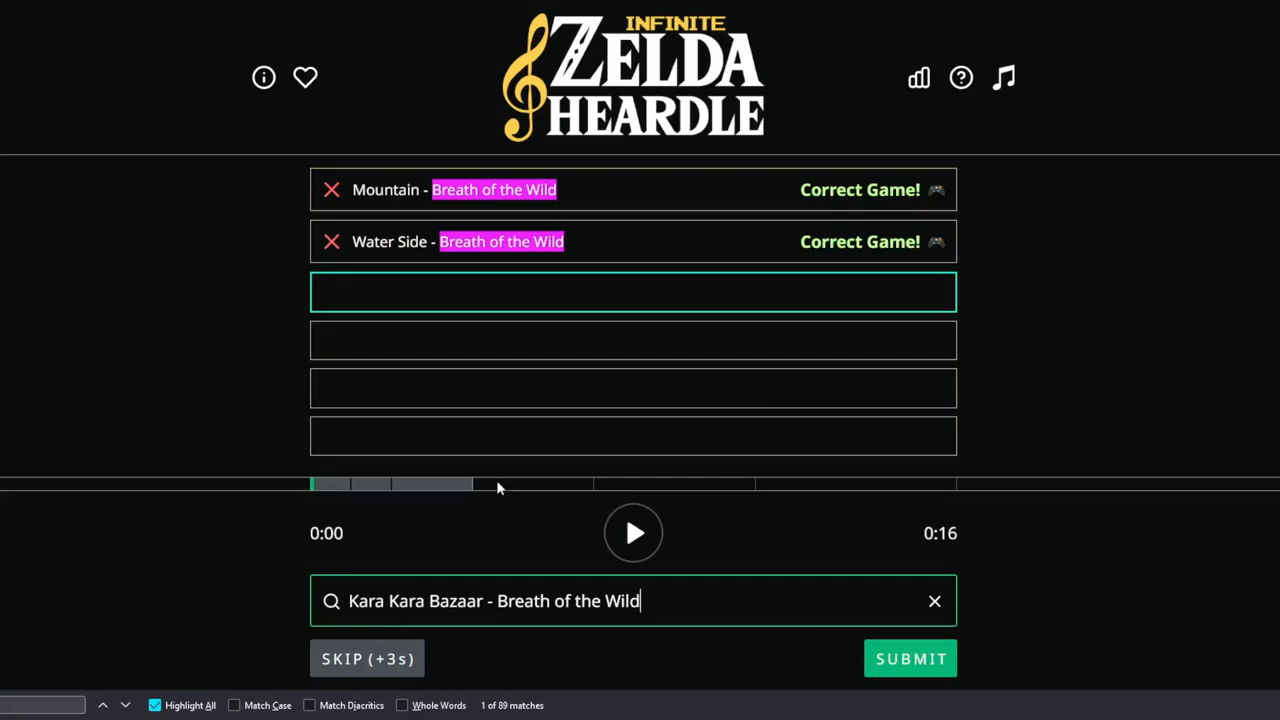 INFINITE
ZELDA
HEARDLE
Mountain - Breath of the Wild Correct Game!
Water Side - Breath of the Wild Correct Game!
0:00 0:16
Kara Kara Bazaar - Breath of the Wild
SKIP (+3s) SUBMIT
Highlight All Match Case Match Diacritics Whole Words 1 of 89 matches